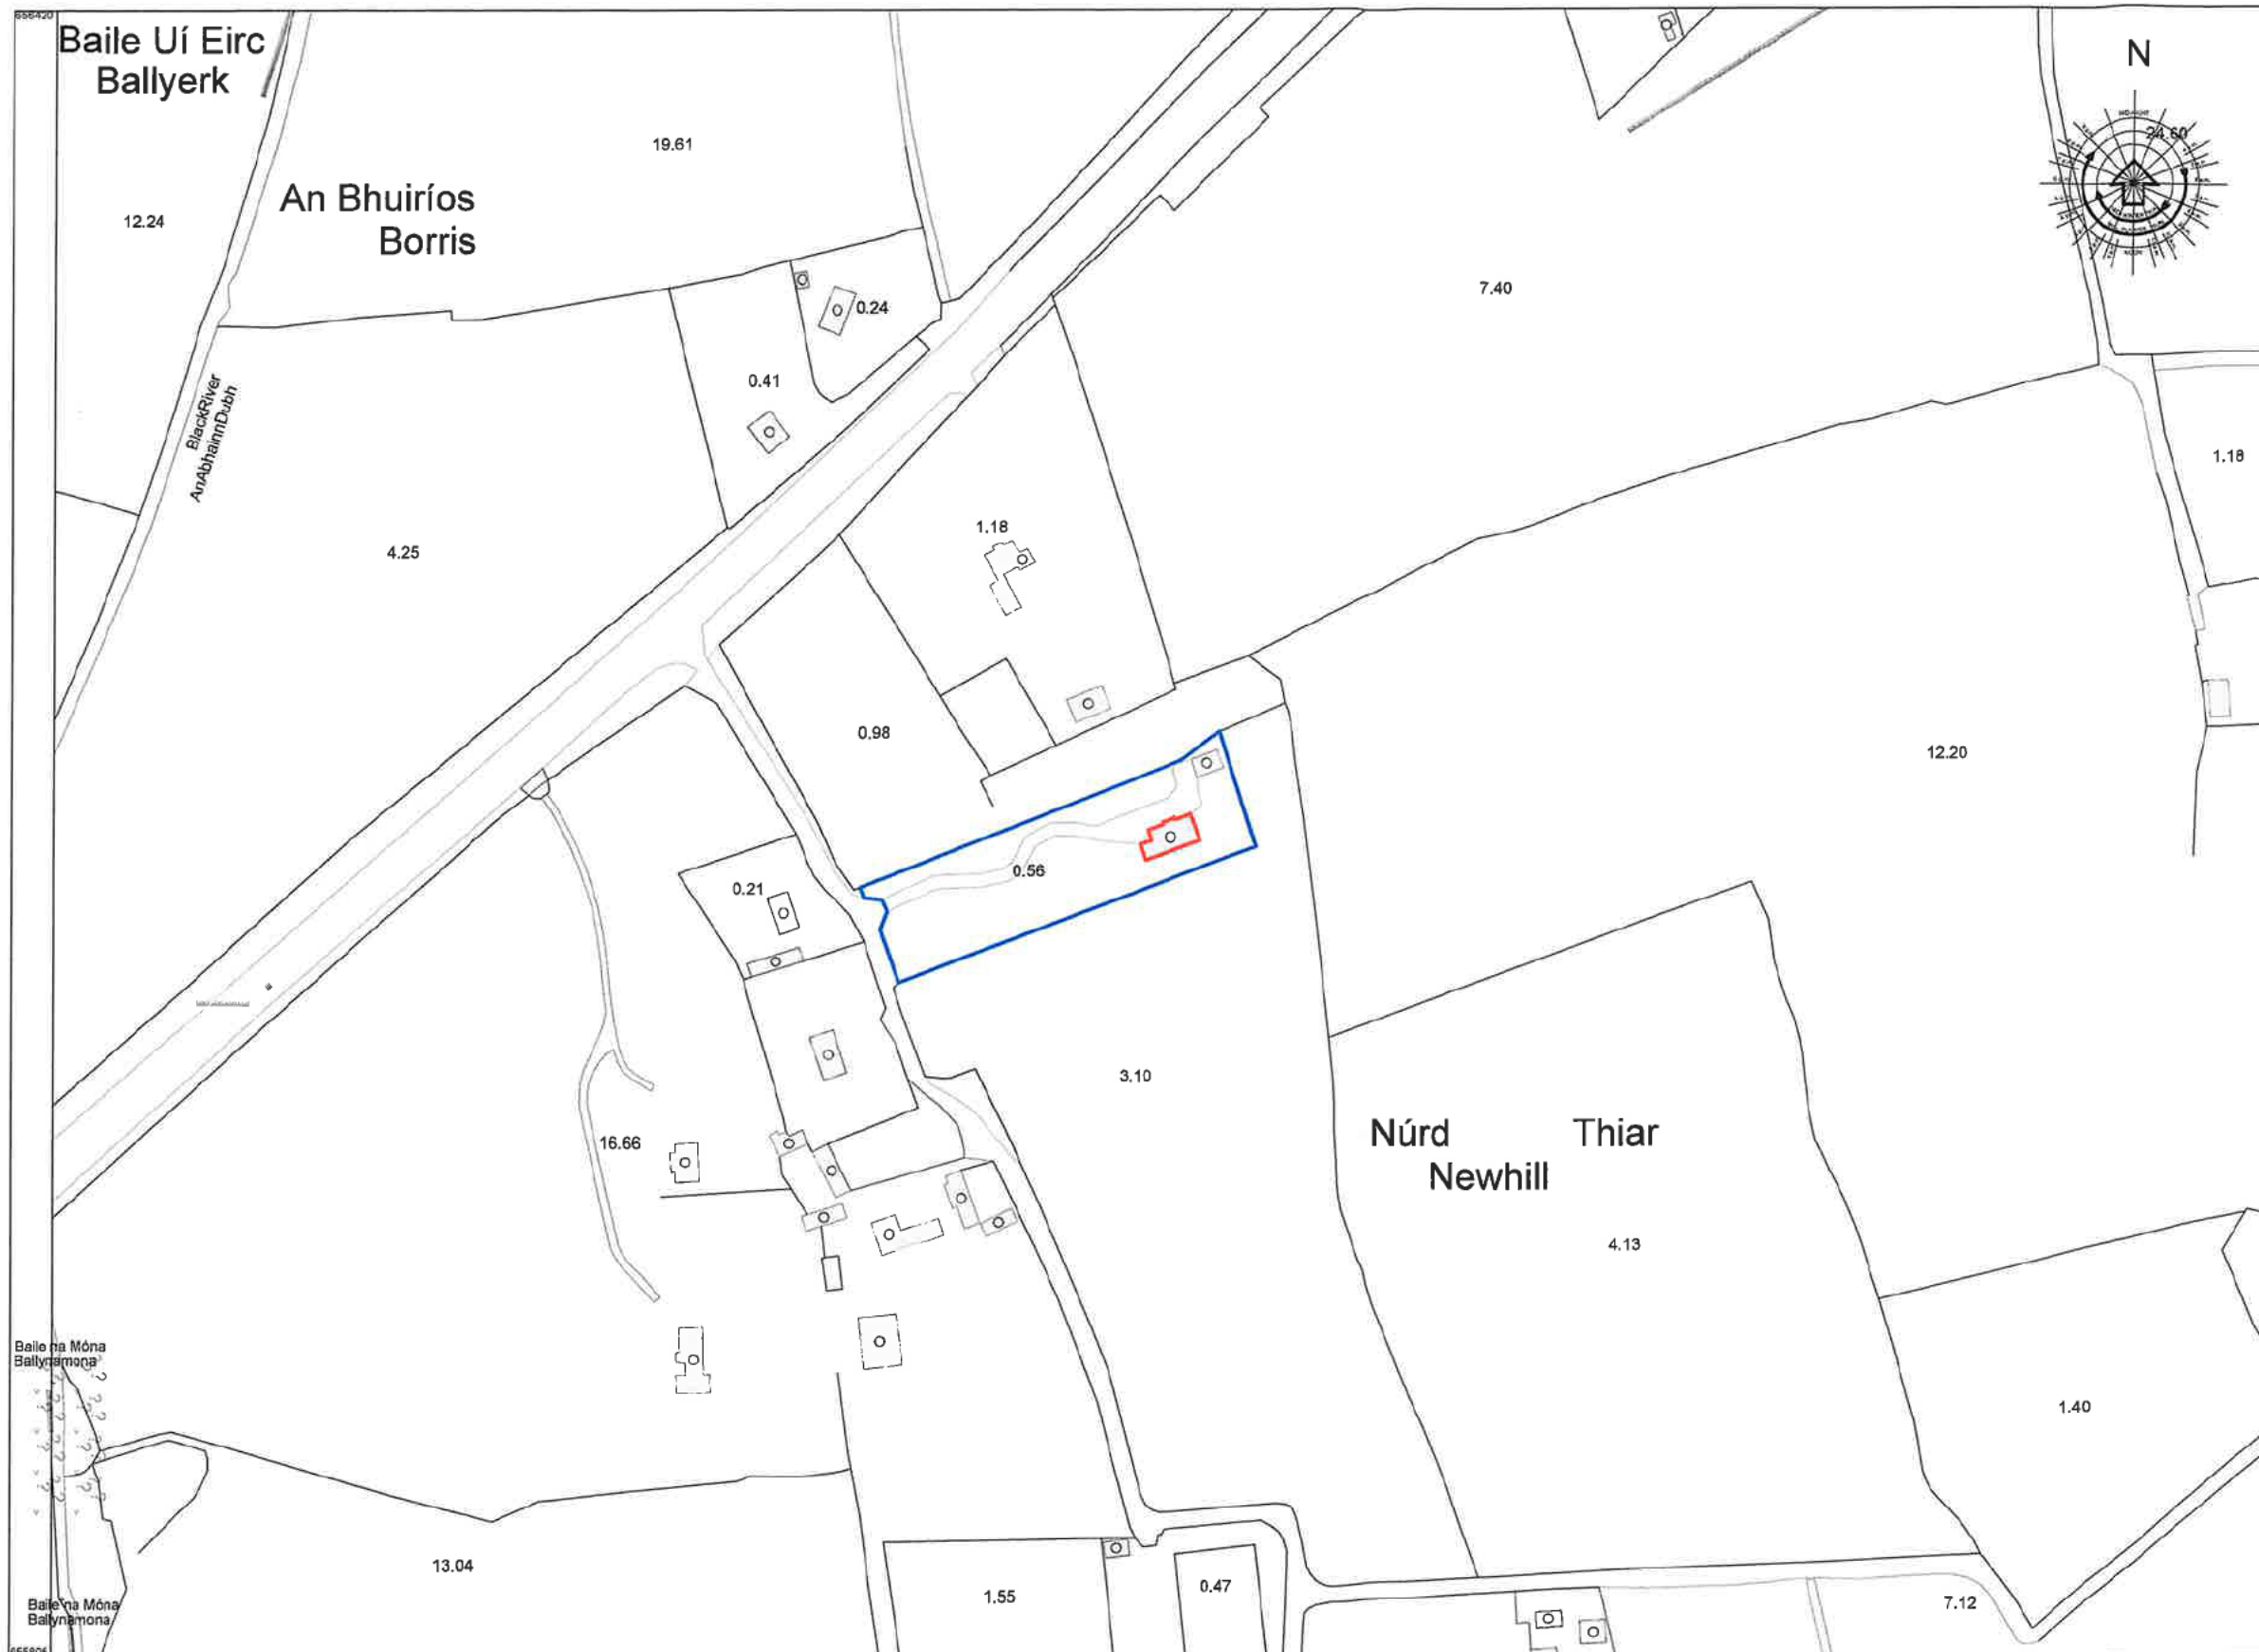 656420
Baile Uí Eirc
Ballyerk
N
24.60
19.61
An Bhuiríos
Borris
12.24
7.40
0.24
0.41
BlackRiver
AnAbhainnDubh
1.18
1.18
4.25
0.98
12.20
0.56
0.21
3.10
Núrd Thiar
Newhill
16.66
4.13
Baile na Móna
Ballynamona
1.40
13.04
1.55
0.47
7.12
Baile na Móna
Ballynamona